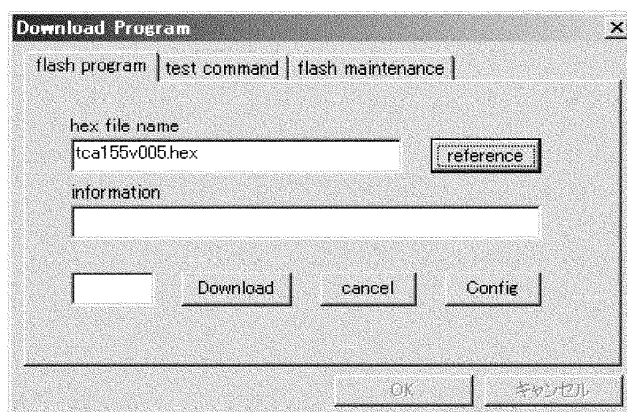 Download Program
flash program test command flash maintenance
hex file name
tca155v005.hex reference
information
Download cancel Config
OK キャンセル